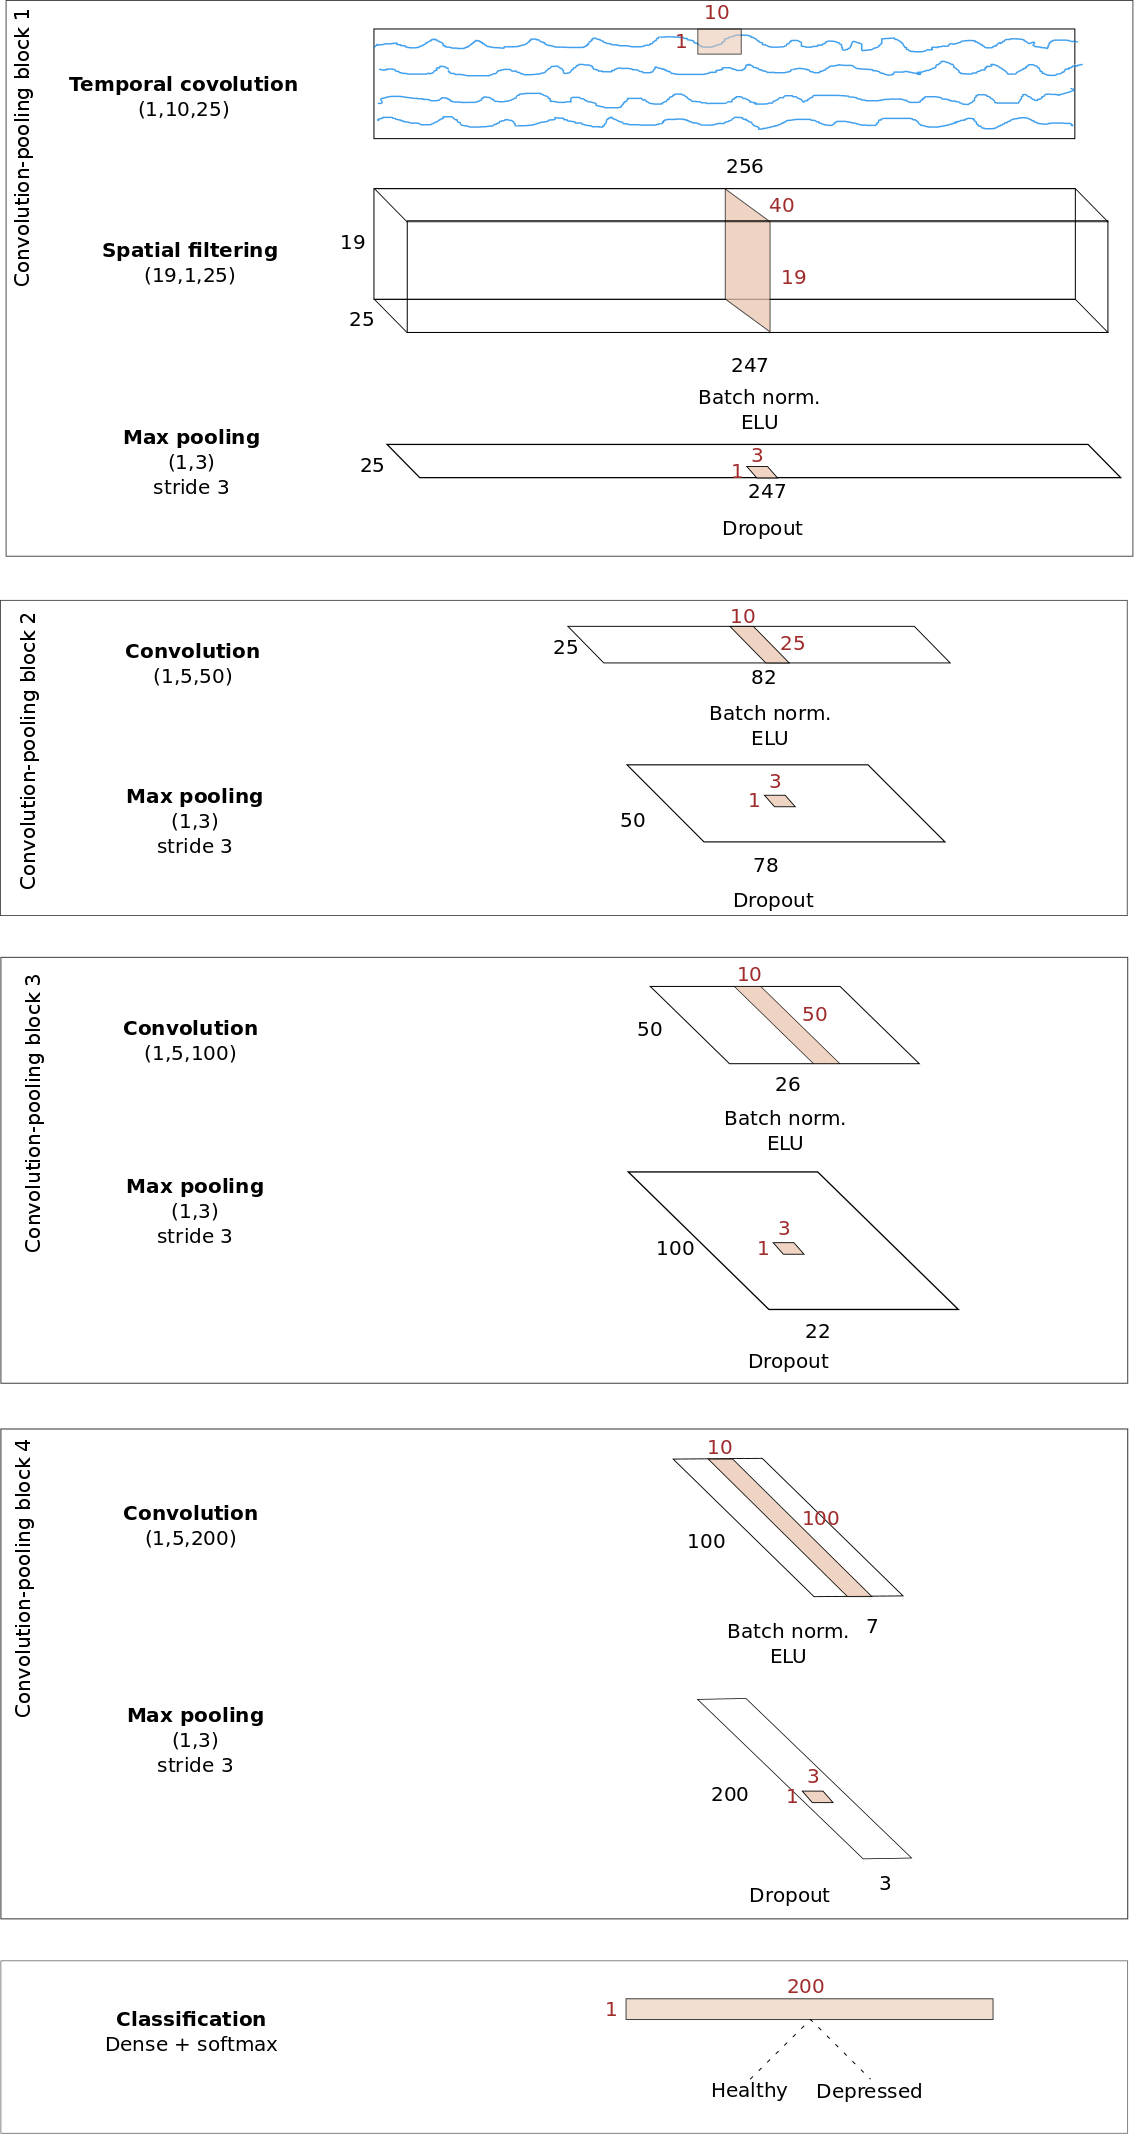 Convolution-pooling block 1
10
1
Temporal covolution
(1,10,25)
256
40
19
Spatial filtering
(19,1,25)
19
25
247
Batch norm.
ELU
Max pooling
(1,3)
stride 3
25
3
1
247
Dropout
Convolution-pooling block 2
10
25
25
Convolution
(1,5,50)
82
Batch norm.
ELU
Max pooling
(1,3)
stride 3
3
1
50
78
Dropout
Convolution-pooling block 3
10
50
50
Convolution
(1,5,100)
26
Batch norm.
ELU
Max pooling
(1,3)
stride 3
3
1
100
22
Dropout
Convolution-pooling block 4
10
100
100
Convolution
(1,5,200)
7
Batch norm.
ELU
Max pooling
(1,3)
stride 3
3
1
200
3
Dropout
200
1
Classification
Dense + softmax
Healthy Depressed